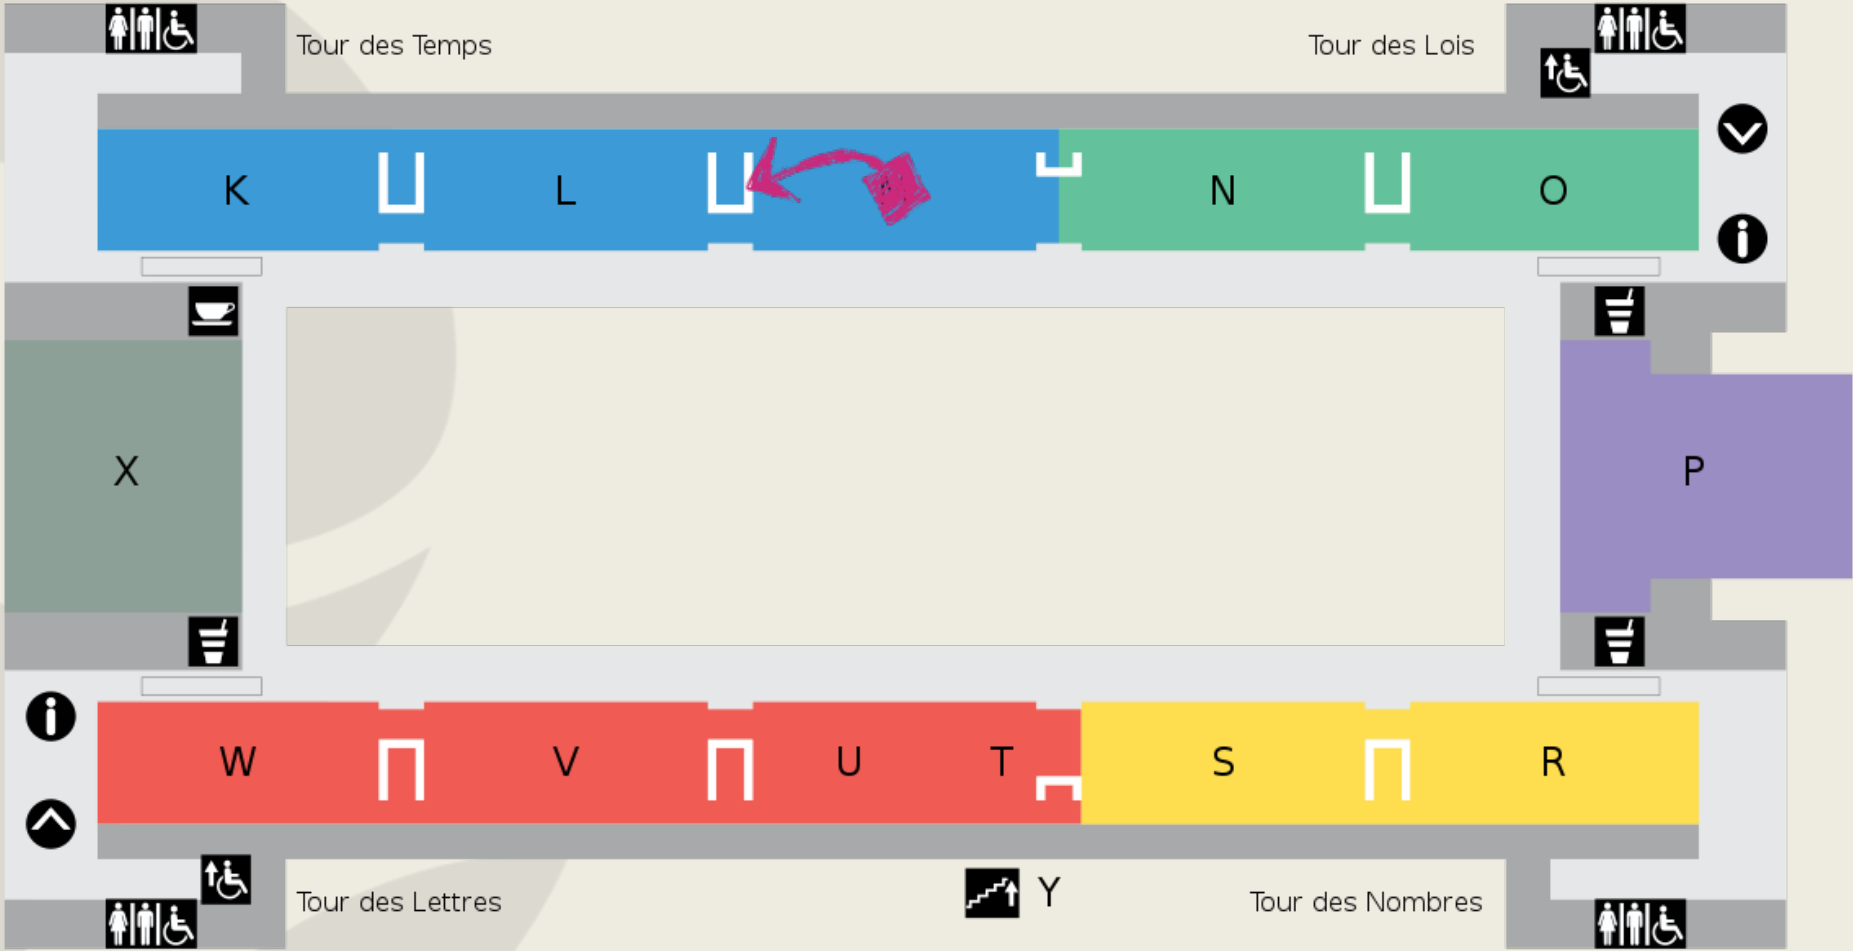 Tour des Temps
Tour des Lois
K
L
N
O
X
P
W
V
U
T
S
R
Tour des Lettres
Y
Tour des Nombres